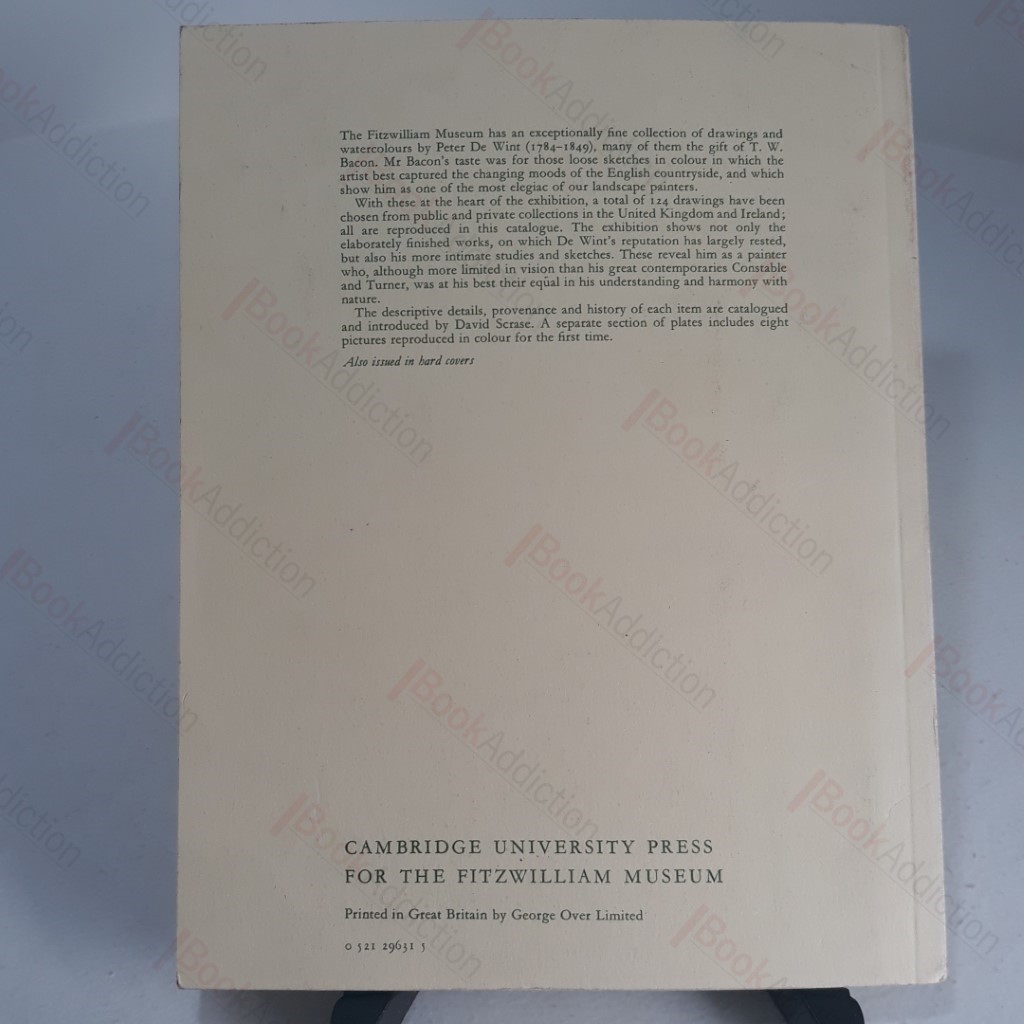 The Fitzwilliam Museum has an exceptionally fine collection of drawings and
watercolours by Peter De Wint (1784–1849), many of them the gift of T. W.
Bacon. Mr Bacon's taste was for those loose sketches in colour in which the
artist best captured the changing moods of the English countryside, and which
show him as one of the most elegiac of our landscape painters.
With these at the heart of the exhibition, a total of 124 drawings have been
chosen from public and private collections in the United Kingdom and Ireland;
all are reproduced in this catalogue. The exhibition shows not only the
elaborately finished works, on which De Wint's reputation has largely rested,
but also his more intimate studies and sketches. These reveal him as a painter
who, although more limited in vision than his great contemporaries Constable
and Turner, was at his best their equal in his understanding and harmony with
nature.
The descriptive details, provenance and history of each item are catalogued
and introduced by David Scrase. A separate section of plates includes eight
pictures reproduced in colour for the first time.
Also issued in hard covers
CAMBRIDGE UNIVERSITY PRESS
FOR THE FITZWILLIAM MUSEUM
Printed in Great Britain by George Over Limited
0 521 29631 5
BookAddiction